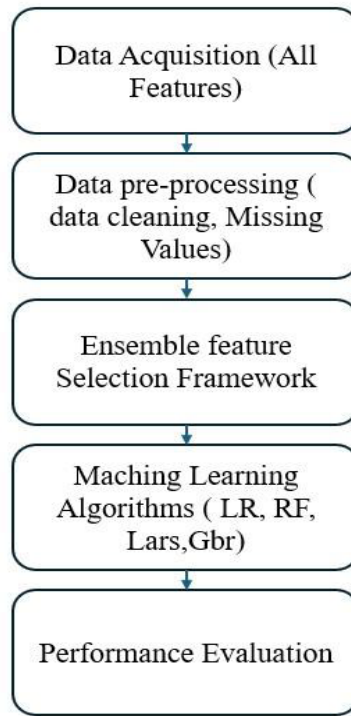 Data Acquisition (All
Features)
Data pre-processing (
data cleaning, Missing
Values)
Ensemble feature
Selection Framework
Maching Learning
Algorithms ( LR, RF,
Lars,Gbr)
Performance Evaluation